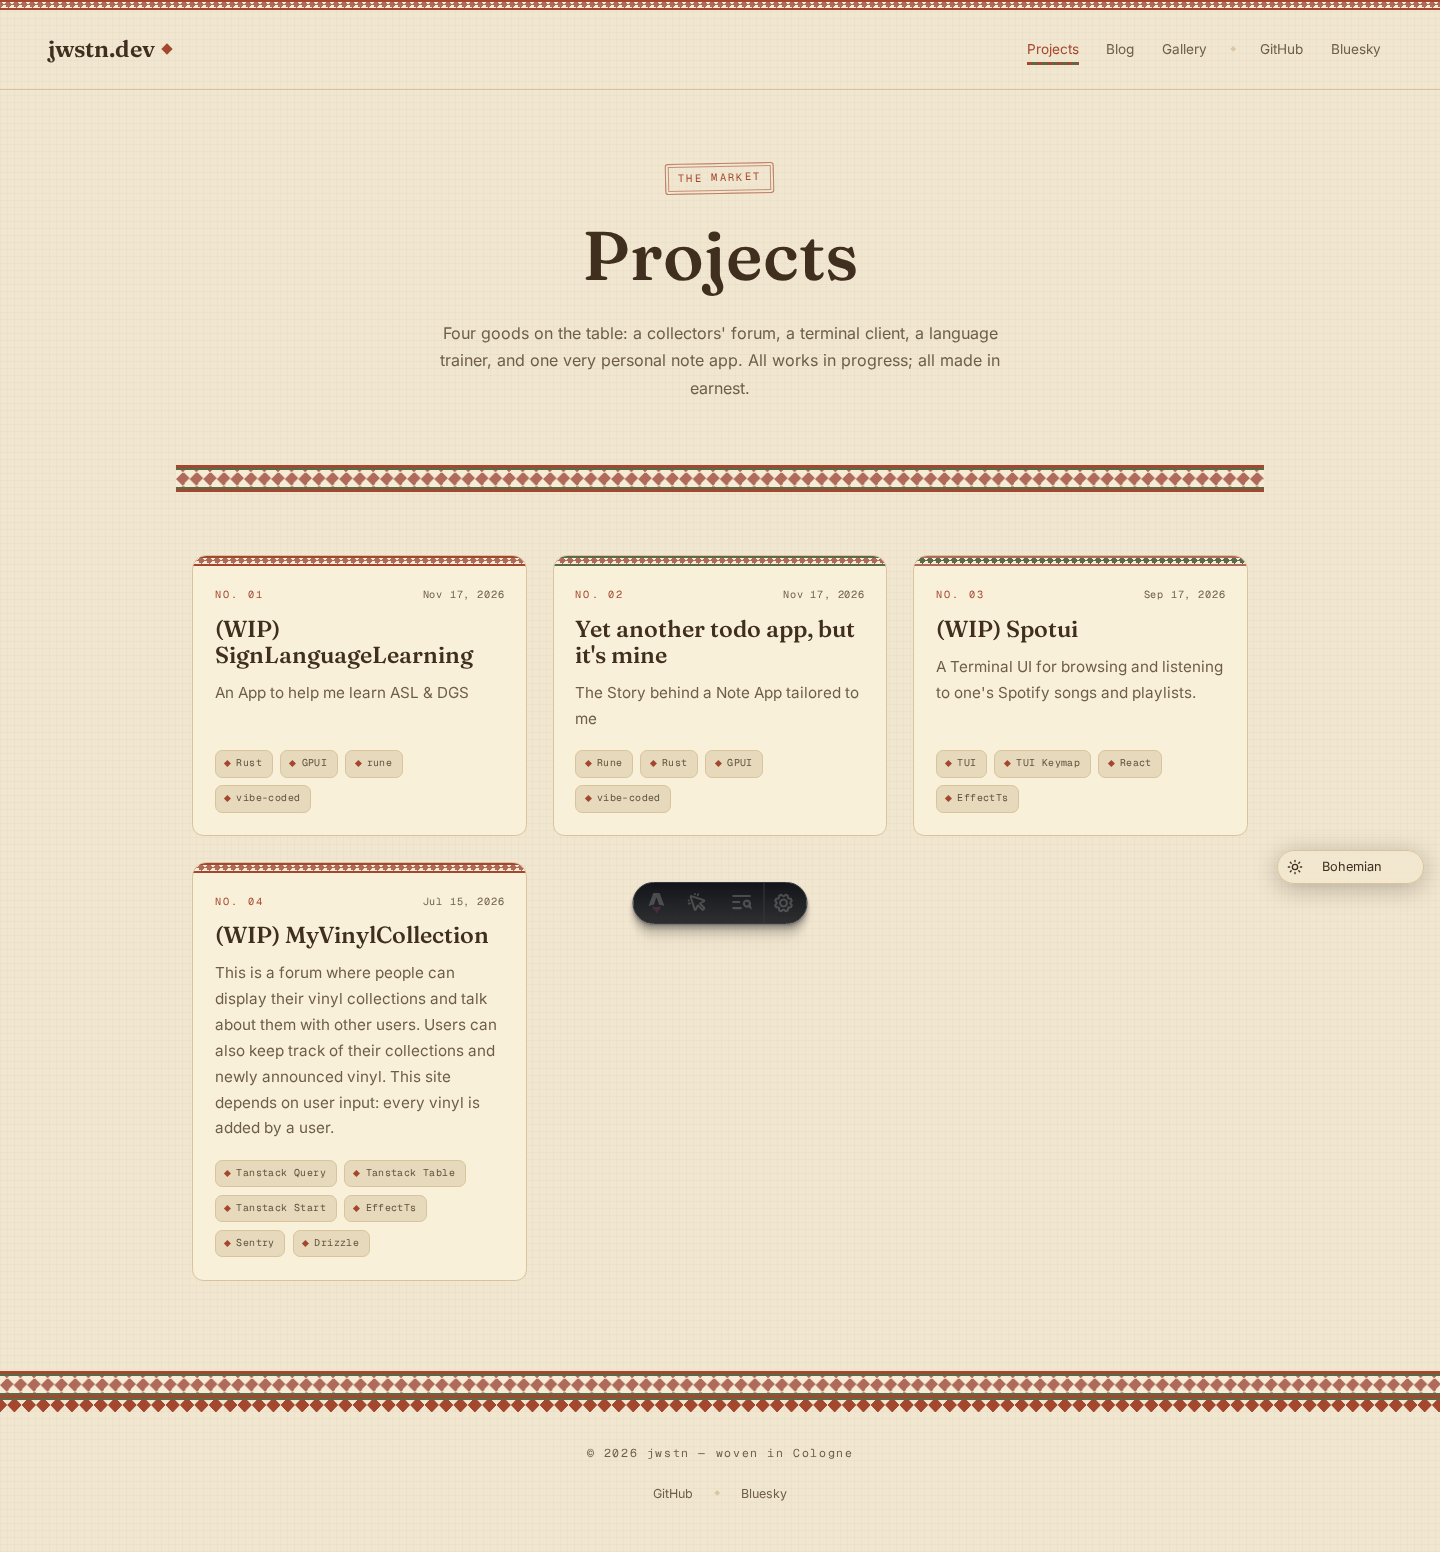 jwstn.dev
Projects Blog Gallery GitHub Bluesky
THE MARKET
Projects
Four goods on the table: a collectors' forum, a terminal client, a language
trainer, and one very personal note app. All works in progress; all made in
earnest.
NO. 01 Nov 17, 2026
(WIP)
SignLanguageLearning
An App to help me learn ASL & DGS
Rust GPUI rune
vibe-coded
NO. 02 Nov 17, 2026
Yet another todo app, but
it's mine
The Story behind a Note App tailored to
me
Rune Rust GPUI
vibe-coded
NO. 03 Sep 17, 2026
(WIP) Spotui
A Terminal UI for browsing and listening
to one's Spotify songs and playlists.
TUI TUI Keymap React
EffectTs
NO. 04 Jul 15, 2026
(WIP) MyVinylCollection
This is a forum where people can
display their vinyl collections and talk
about them with other users. Users can
also keep track of their collections and
newly announced vinyl. This site
depends on user input: every vinyl is
added by a user.
Tanstack Query Tanstack Table
Tanstack Start EffectTs
Sentry Drizzle
Bohemian
© 2026 jwstn — woven in Cologne
GitHub Bluesky